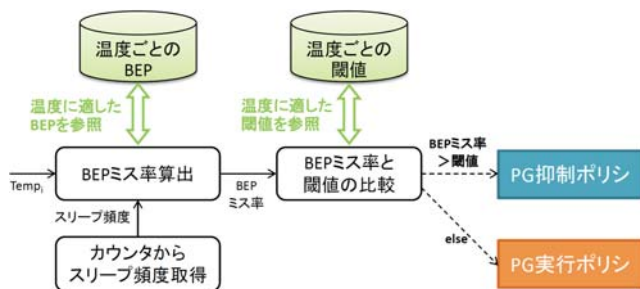 温度ごとの
BEP
温度ごとの
閾値
温度に適した
BEPを参照
温度に適した
閾値を参照
Tempᵢ
BEPミス率算出
BEP
ミス率
BEPミス率と
閾値の比較
BEPミス率
＞閾値
PG抑制ポリシ
スリープ頻度
カウンタから
スリープ頻度取得
else
PG実行ポリシ